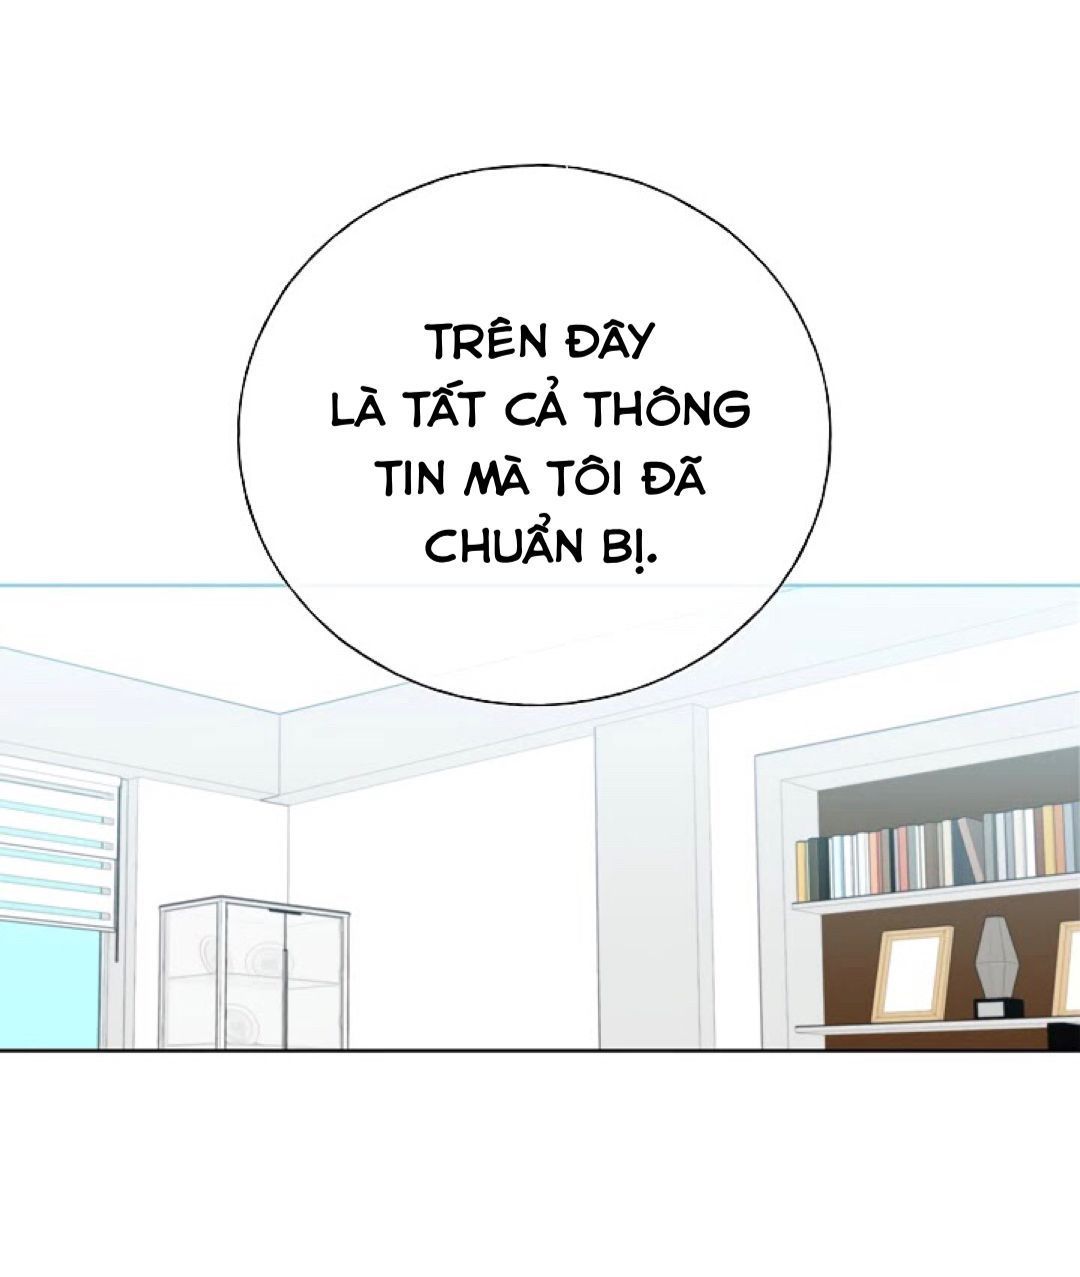 TRÊN ĐÂY
LÀ TẤT CẢ THÔNG
TIN MÀ TÔI ĐÃ
CHUẨN BỊ.